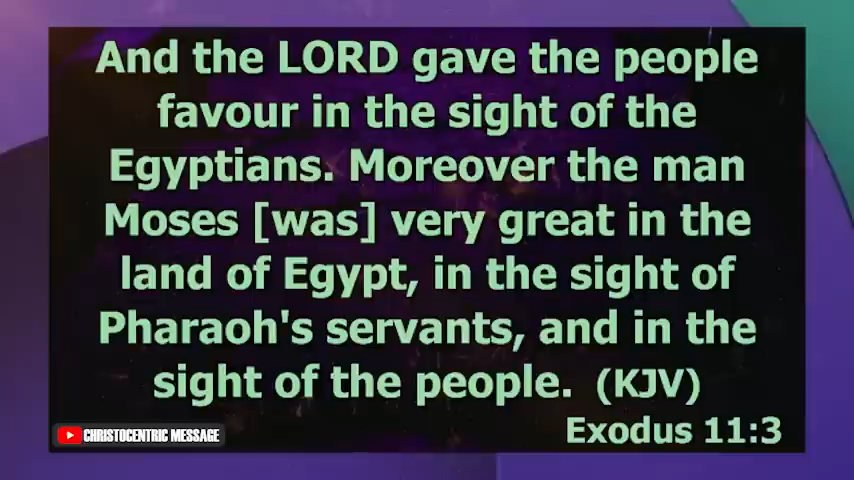 And the LORD gave the people
favour in the sight of the
Egyptians. Moreover the man
Moses [was] very great in the
land of Egypt, in the sight of
Pharaoh's servants, and in the
sight of the people. (KJV)
Exodus 11:3
CHRISTOCENTRIC MESSAGE